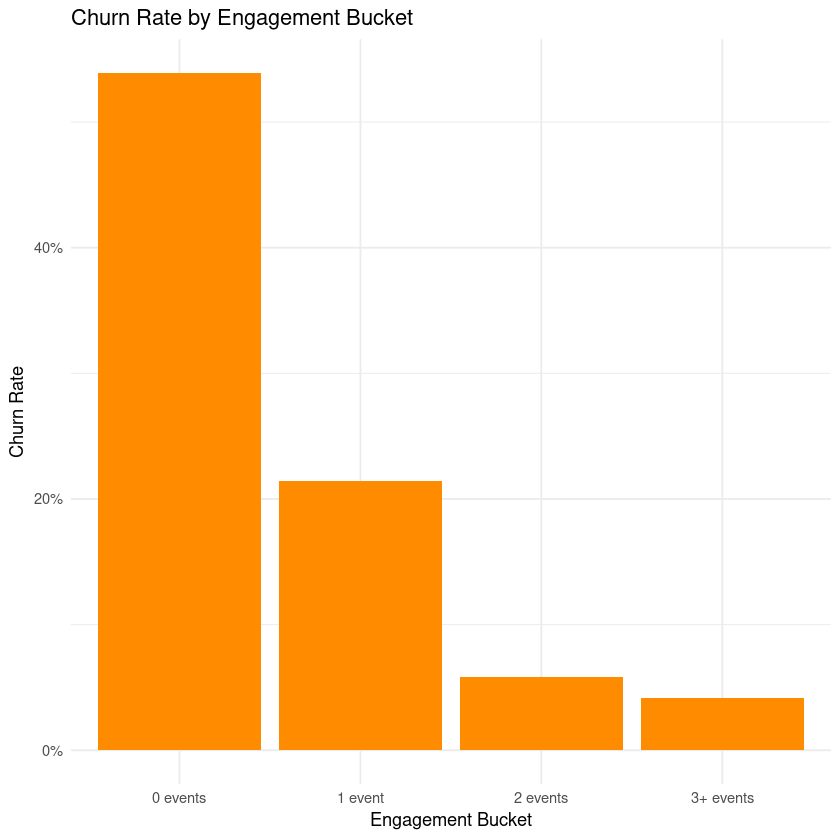 Churn Rate by Engagement Bucket
40%
20%
0%
Churn Rate
0 events
1 event
2 events
3+ events
Engagement Bucket